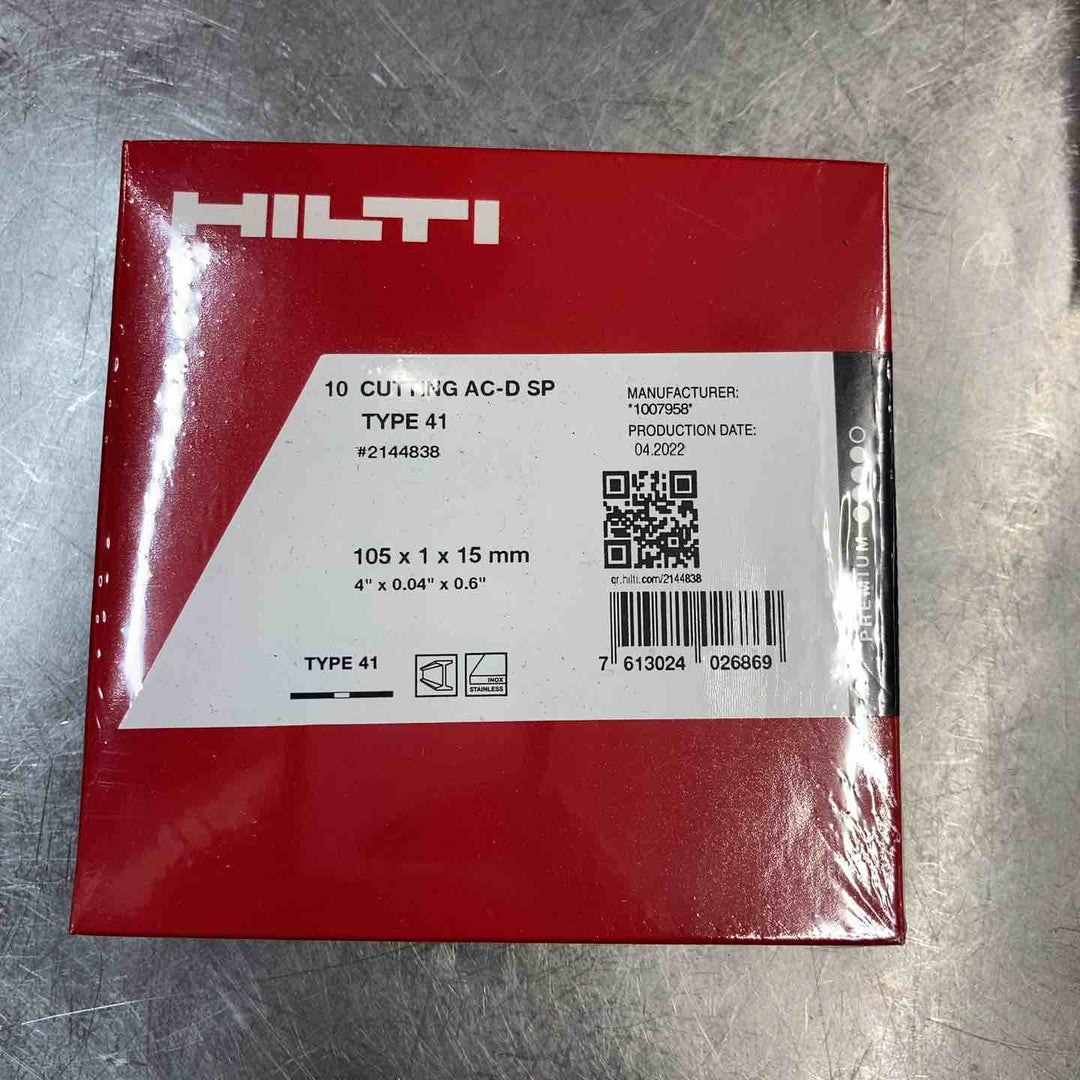 HILTI
10 CUTTING AC-D SP
TYPE 41
#2144838
105 x 1 x 15 mm
4" x 0.04" x 0.6"
TYPE 41
INOX
STAINLESS
MANUFACTURER:
*1007958*
PRODUCTION DATE:
04.2022
qr.hilti.com/2144838
7 613024 026869
PREMIUM